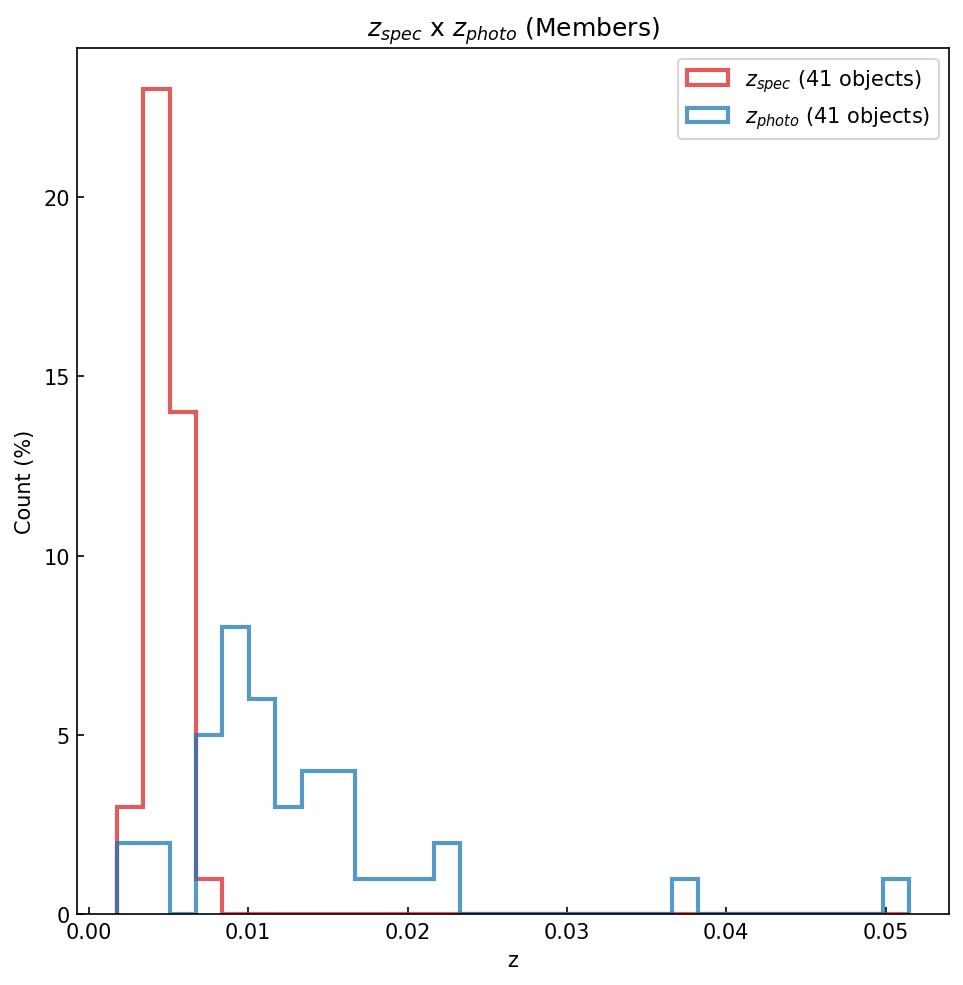 z_spec x z_photo (Members)
z_spec (41 objects)
z_photo (41 objects)
Count (%)
20
15
10
5
0
0.00 0.01 0.02 0.03 0.04 0.05
z